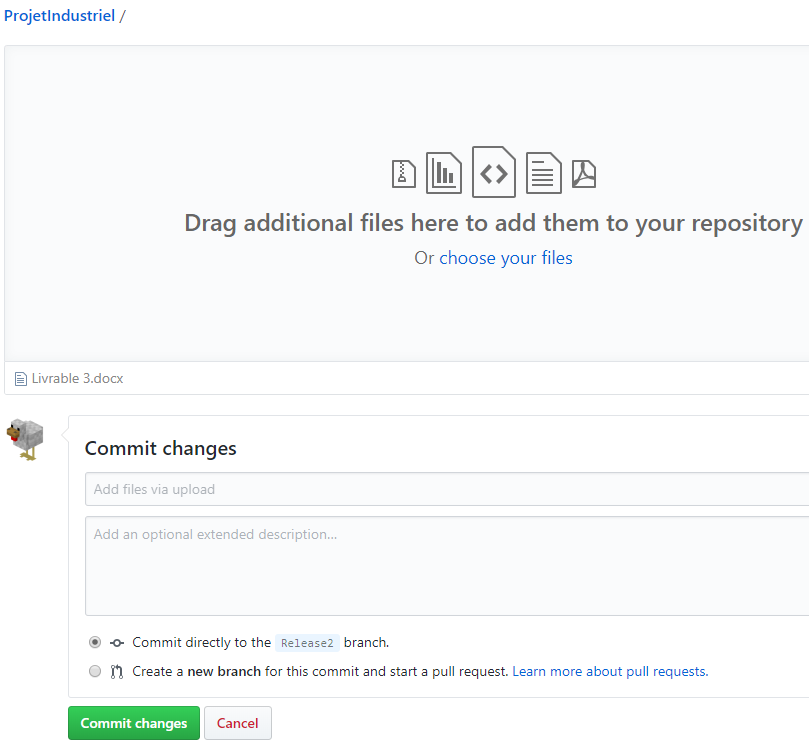 ProjetIndustriel /
Drag additional files here to add them to your repository
Or choose your files
Livrable 3.docx
Commit changes
Add files via upload
Add an optional extended description...
Commit directly to the Release2 branch.
Create a new branch for this commit and start a pull request. Learn more about pull requests.
Commit changes Cancel